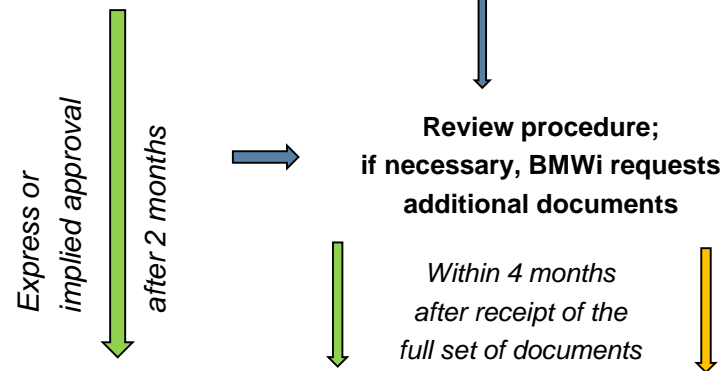 Express or
implied approval
after 2 months
Review procedure;
if necessary, BMWi requests
additional documents
Within 4 months
after receipt of the
full set of documents